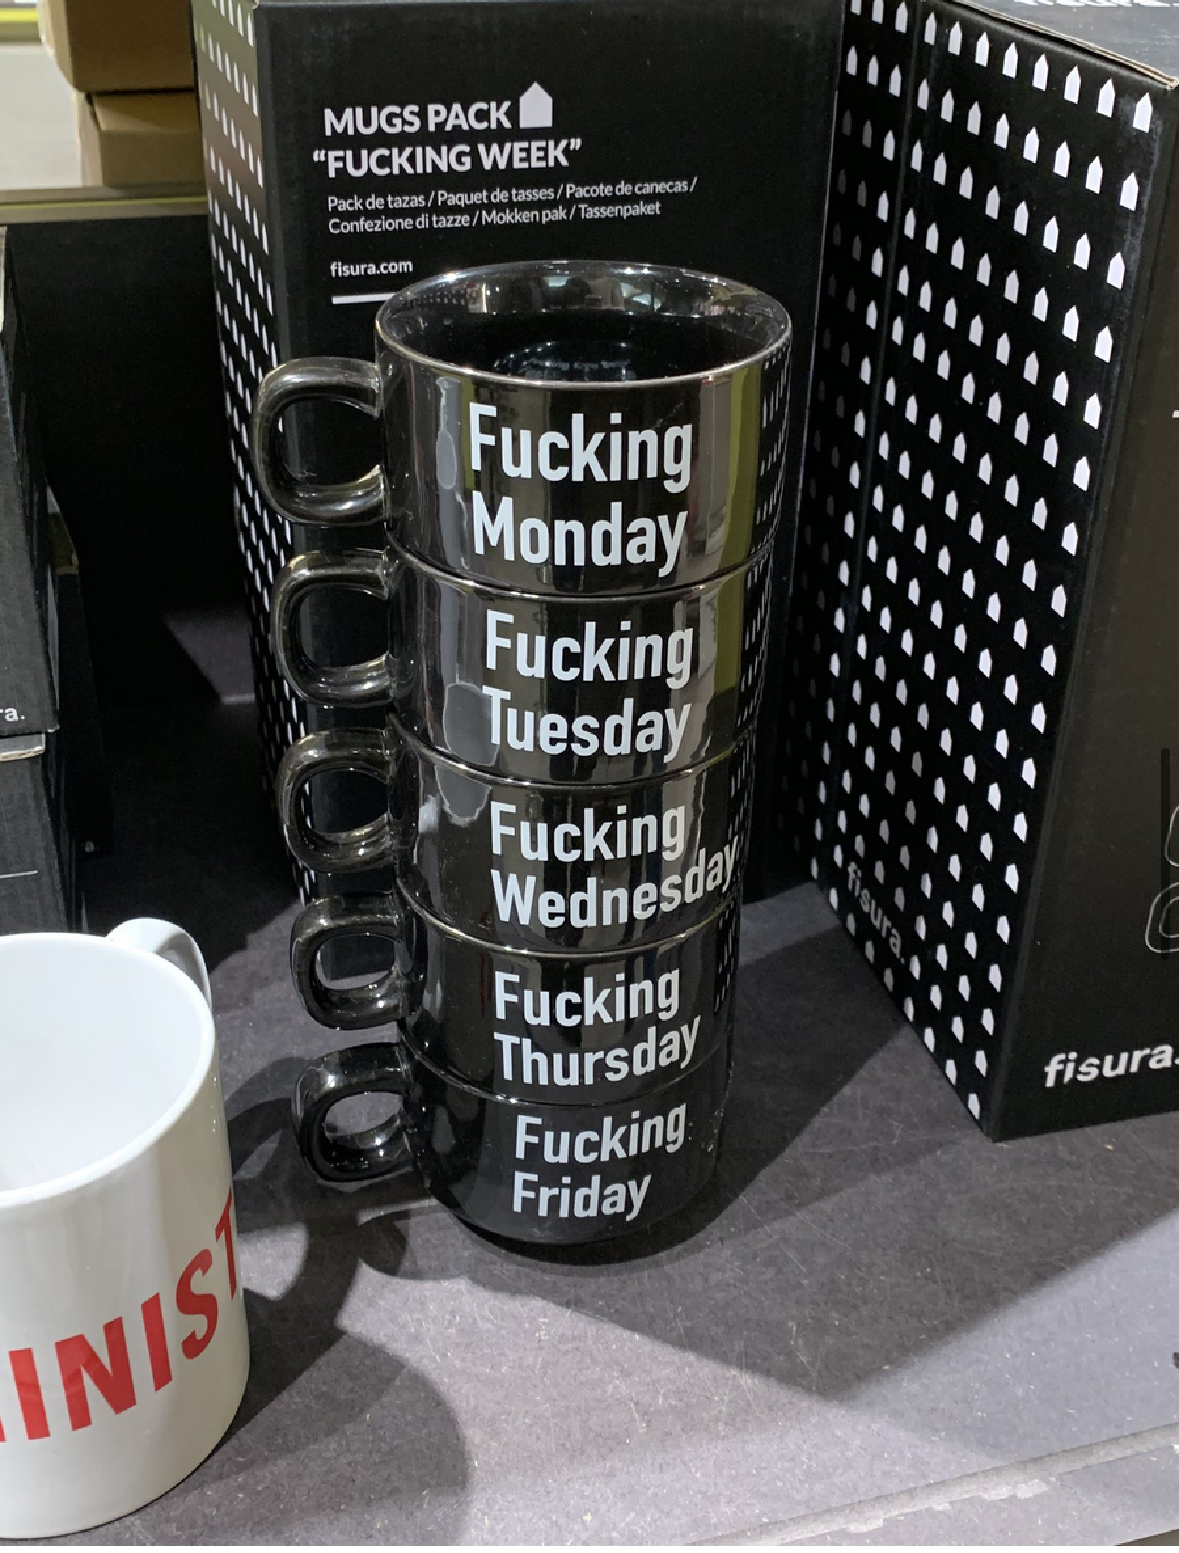 MUGS PACK
“FUCKING WEEK”
Pack de tazas / Paquet de tasses / Pacote de canecas /
Confezione di tazze / Mokken pak / Tassenpaket
fisura.com
Fucking
Monday
Fucking
Tuesday
Fucking
Wednesday
Fucking
Thursday
Fucking
Friday
fisura.
fisura.
ra.
INIST